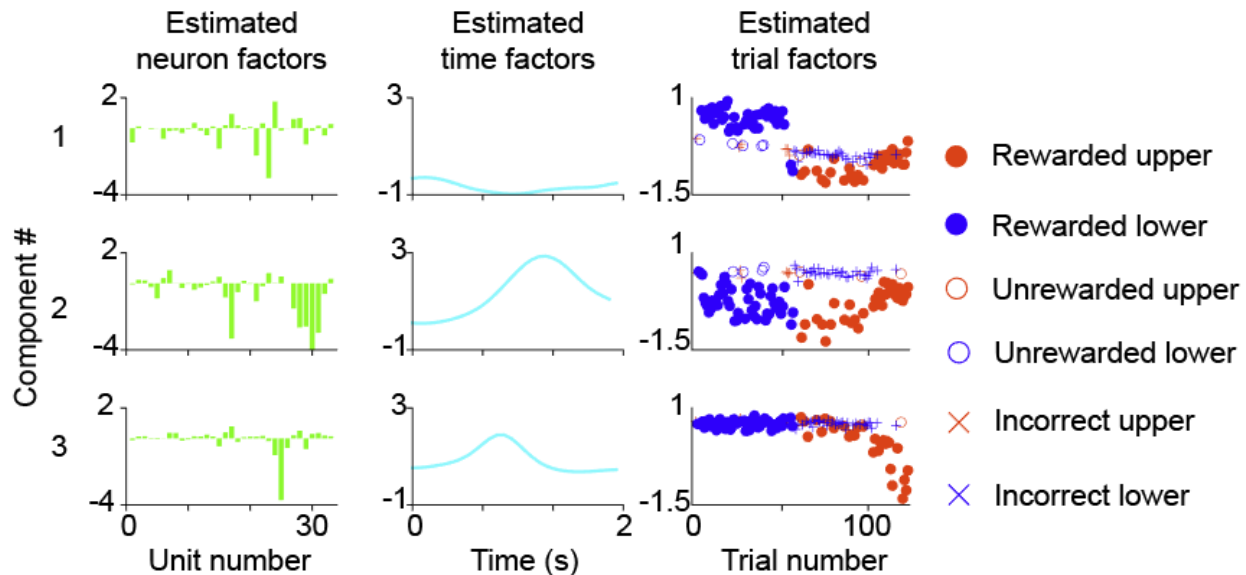 Estimated
neuron factors
Estimated
time factors
Estimated
trial factors
Component #
1
2
-4
3
-1
1
-1.5
2
2
-4
3
-1
1
-1.5
3
2
-4
3
-1
1
-1.5
0
30
0
2
0
100
Unit number
Time (s)
Trial number
Rewarded upper
Rewarded lower
Unrewarded upper
Unrewarded lower
Incorrect upper
Incorrect lower